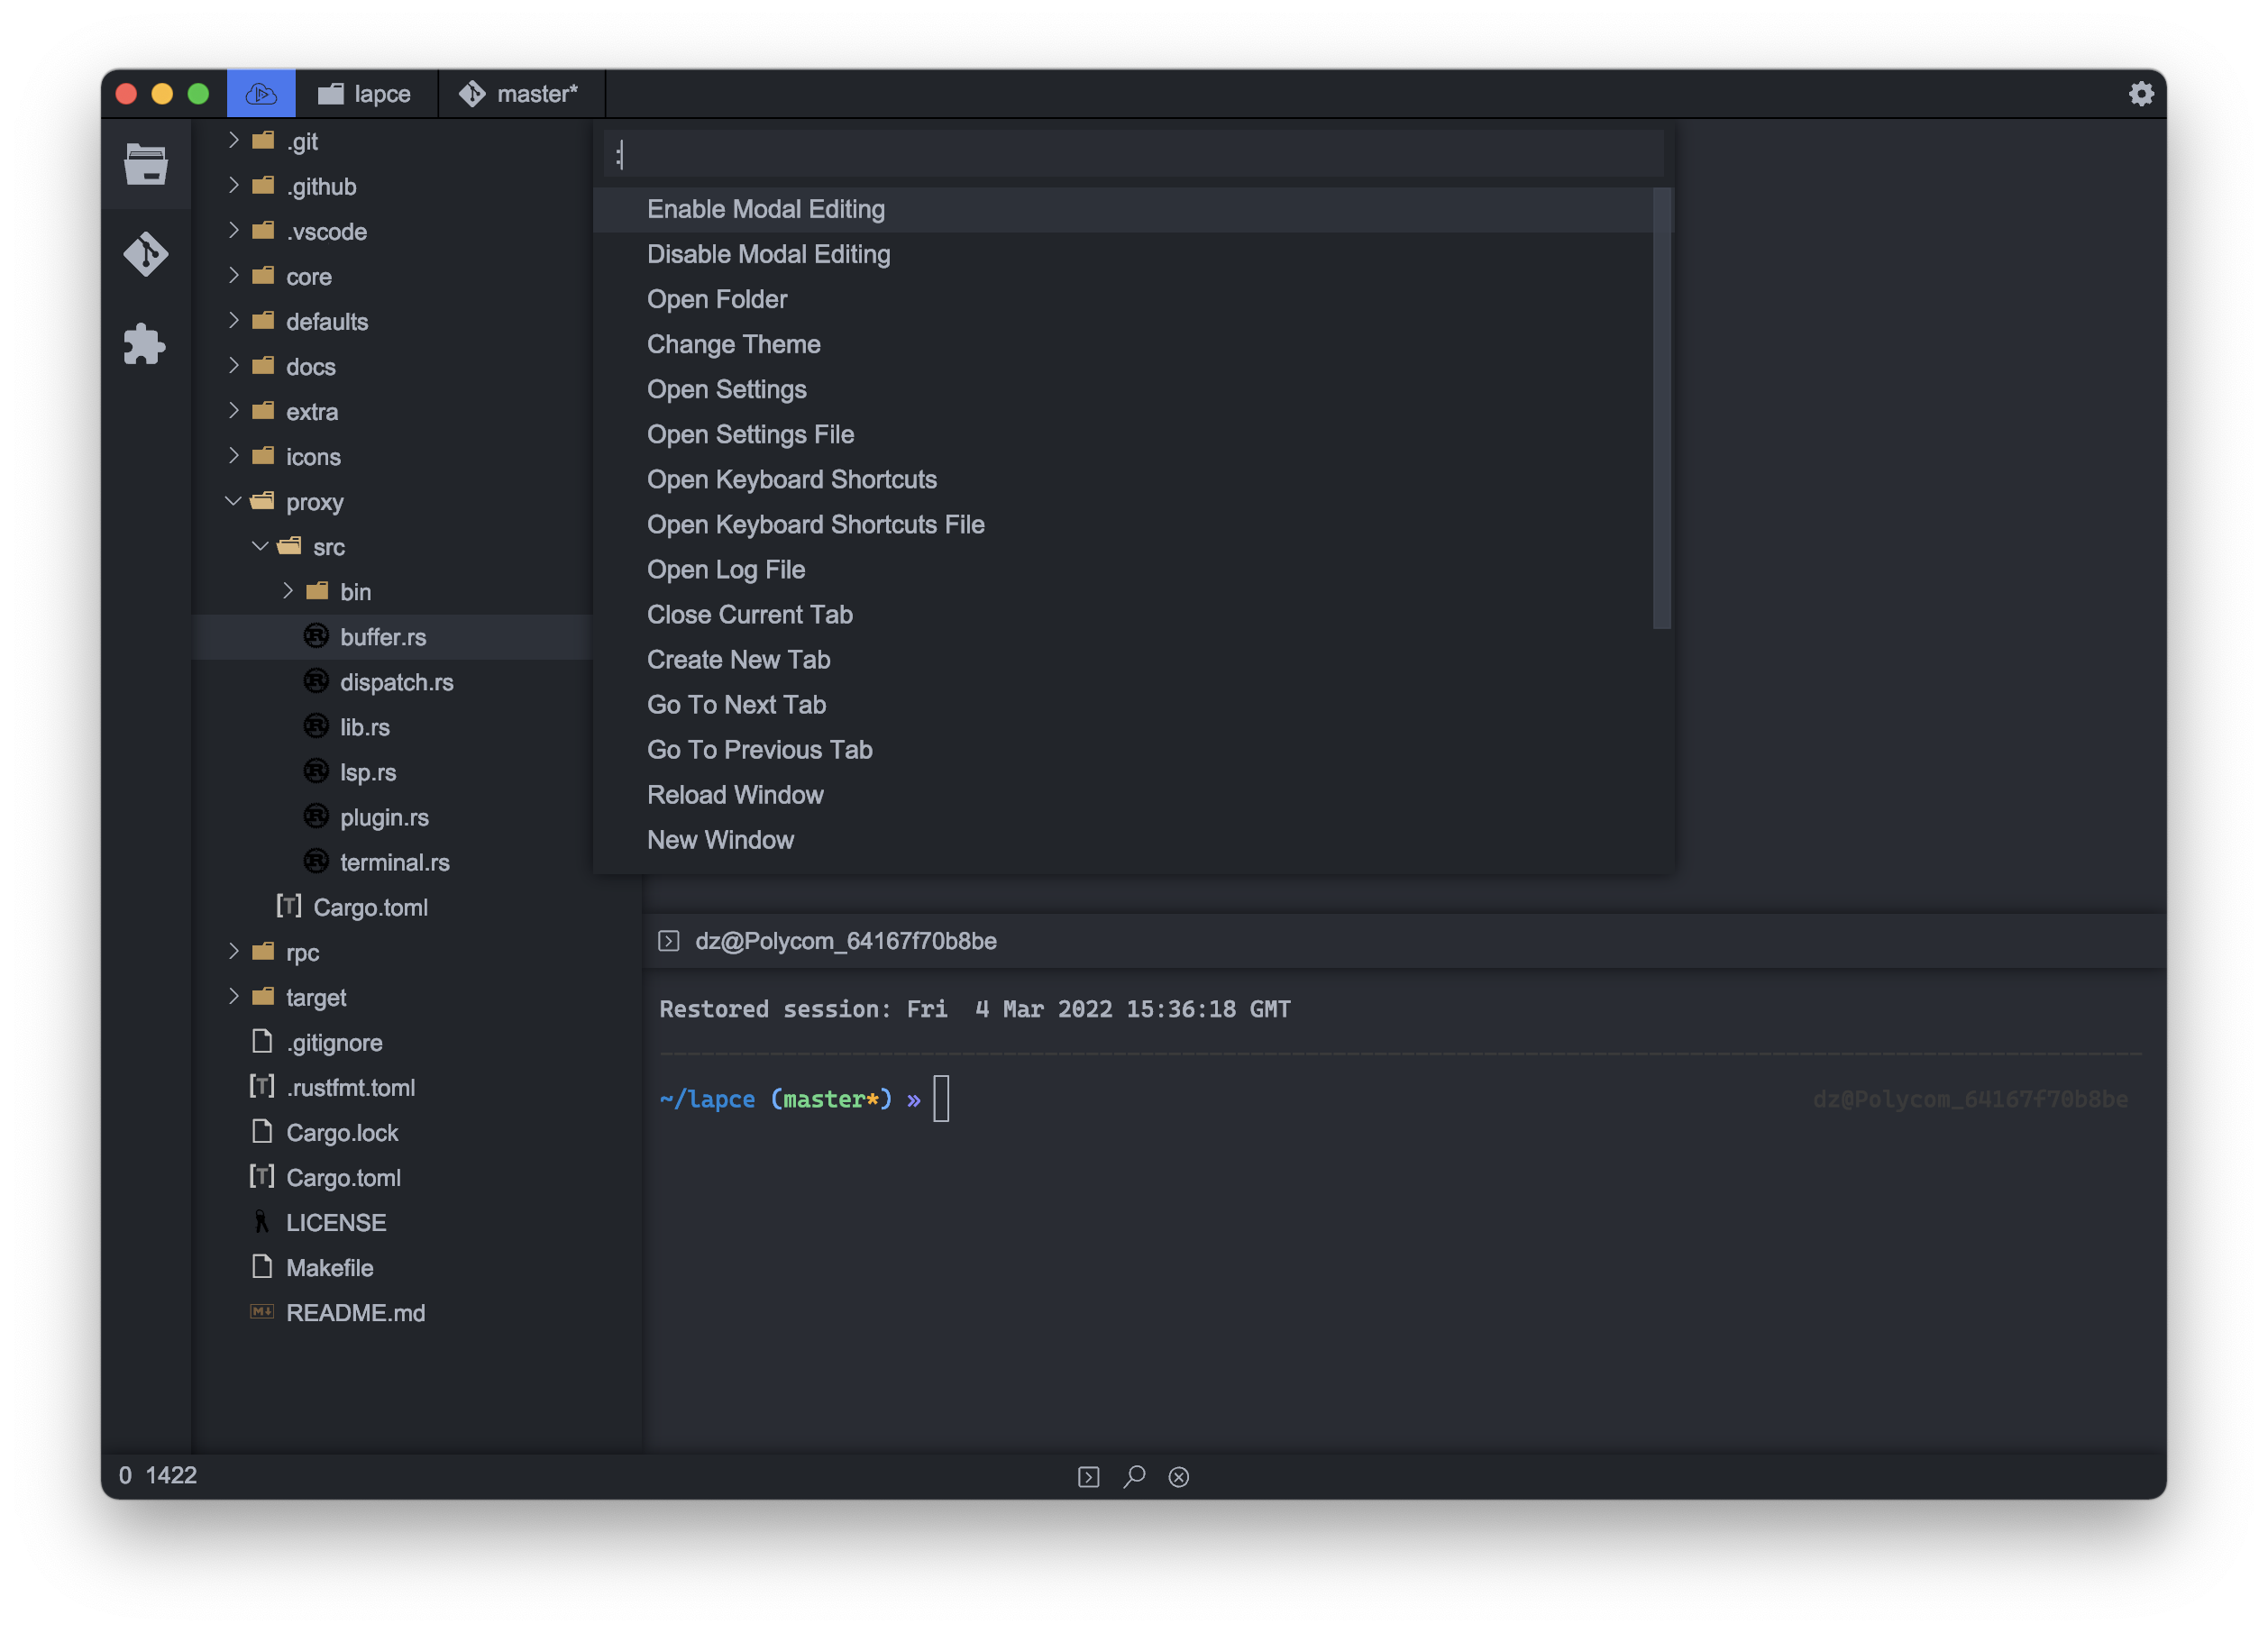 lapce
master*
.git
.github
.vscode
core
defaults
docs
extra
icons
proxy
src
bin
buffer.rs
dispatch.rs
lib.rs
lsp.rs
plugin.rs
terminal.rs
[T] Cargo.toml
rpc
target
.gitignore
[T] .rustfmt.toml
Cargo.lock
[T] Cargo.toml
LICENSE
Makefile
M↓ README.md
:
Enable Modal Editing
Disable Modal Editing
Open Folder
Change Theme
Open Settings
Open Settings File
Open Keyboard Shortcuts
Open Keyboard Shortcuts File
Open Log File
Close Current Tab
Create New Tab
Go To Next Tab
Go To Previous Tab
Reload Window
New Window
dz@Polycom_64167f70b8be
Restored session: Fri  4 Mar 2022 15:36:18 GMT
~/lapce (master*) » dz@Polycom_64167f70b8be
0 1422